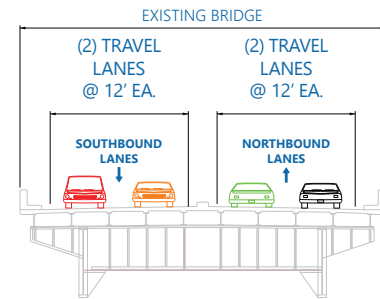 EXISTING BRIDGE
(2) TRAVEL
LANES
@ 12’ EA.
(2) TRAVEL
LANES
@ 12’ EA.
SOUTHBOUND
LANES
NORTHBOUND
LANES